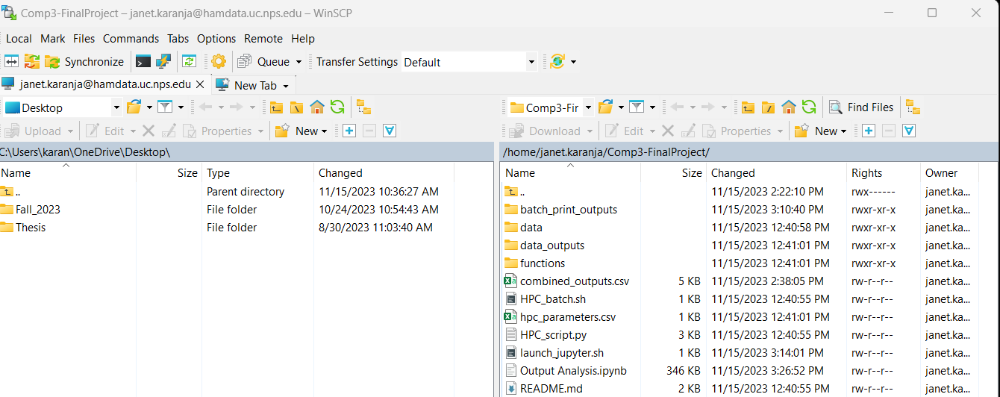 Comp3-FinalProject – janet.karanja@hamdata.uc.nps.edu – WinSCP
Local Mark Files Commands Tabs Options Remote Help
Synchronize Queue Transfer Settings Default
janet.karanja@hamdata.uc.nps.edu New Tab
Desktop Comp3-Fir Find Files
Upload Edit Properties New Download Edit Properties New
C:\Users\karan\OneDrive\Desktop\ /home/janet.karanja/Comp3-FinalProject/
Name Size Type Changed Name Size Changed Rights Owner
.. Parent directory 11/15/2023 10:36:27 AM .. 11/15/2023 2:22:10 PM rwx------ janet.ka...
Fall_2023 File folder 10/24/2023 10:54:43 AM batch_print_outputs 11/15/2023 3:10:40 PM rwxr-xr-x janet.ka...
Thesis File folder 8/30/2023 11:03:40 AM data 11/15/2023 12:40:58 PM rwxr-xr-x janet.ka...
data_outputs 11/15/2023 12:41:01 PM rwxr-xr-x janet.ka...
functions 11/15/2023 12:41:01 PM rwxr-xr-x janet.ka...
combined_outputs.csv 5 KB 11/15/2023 2:38:05 PM rw-r--r-- janet.ka...
HPC_batch.sh 1 KB 11/15/2023 12:40:55 PM rw-r--r-- janet.ka...
hpc_parameters.csv 1 KB 11/15/2023 12:41:01 PM rw-r--r-- janet.ka...
HPC_script.py 3 KB 11/15/2023 12:40:55 PM rw-r--r-- janet.ka...
launch_jupyter.sh 1 KB 11/15/2023 3:14:01 PM rw-r--r-- janet.ka...
Output Analysis.ipynb 346 KB 11/15/2023 3:26:52 PM rw-r--r-- janet.ka...
README.md 2 KB 11/15/2023 12:40:55 PM rw-r--r-- janet.ka...